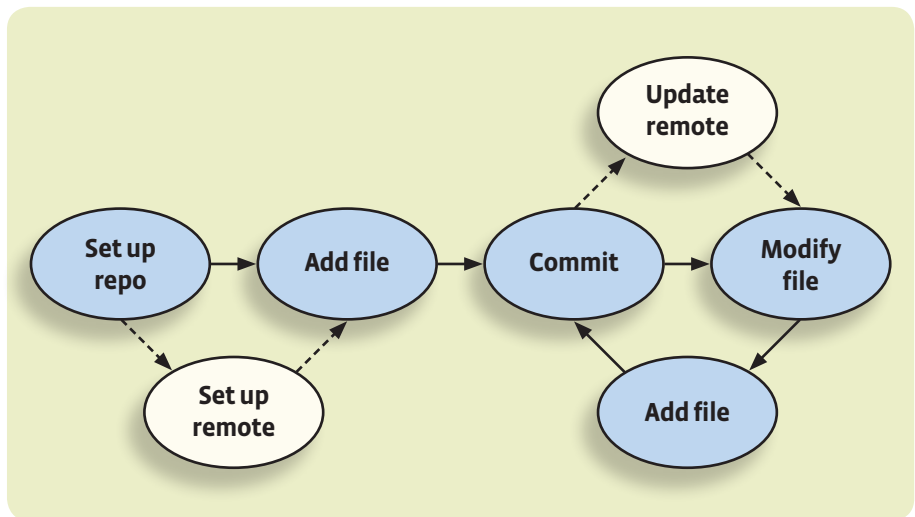 Update
remote
Set up
repo
Add file
Commit
Modify
file
Set up
remote
Add file